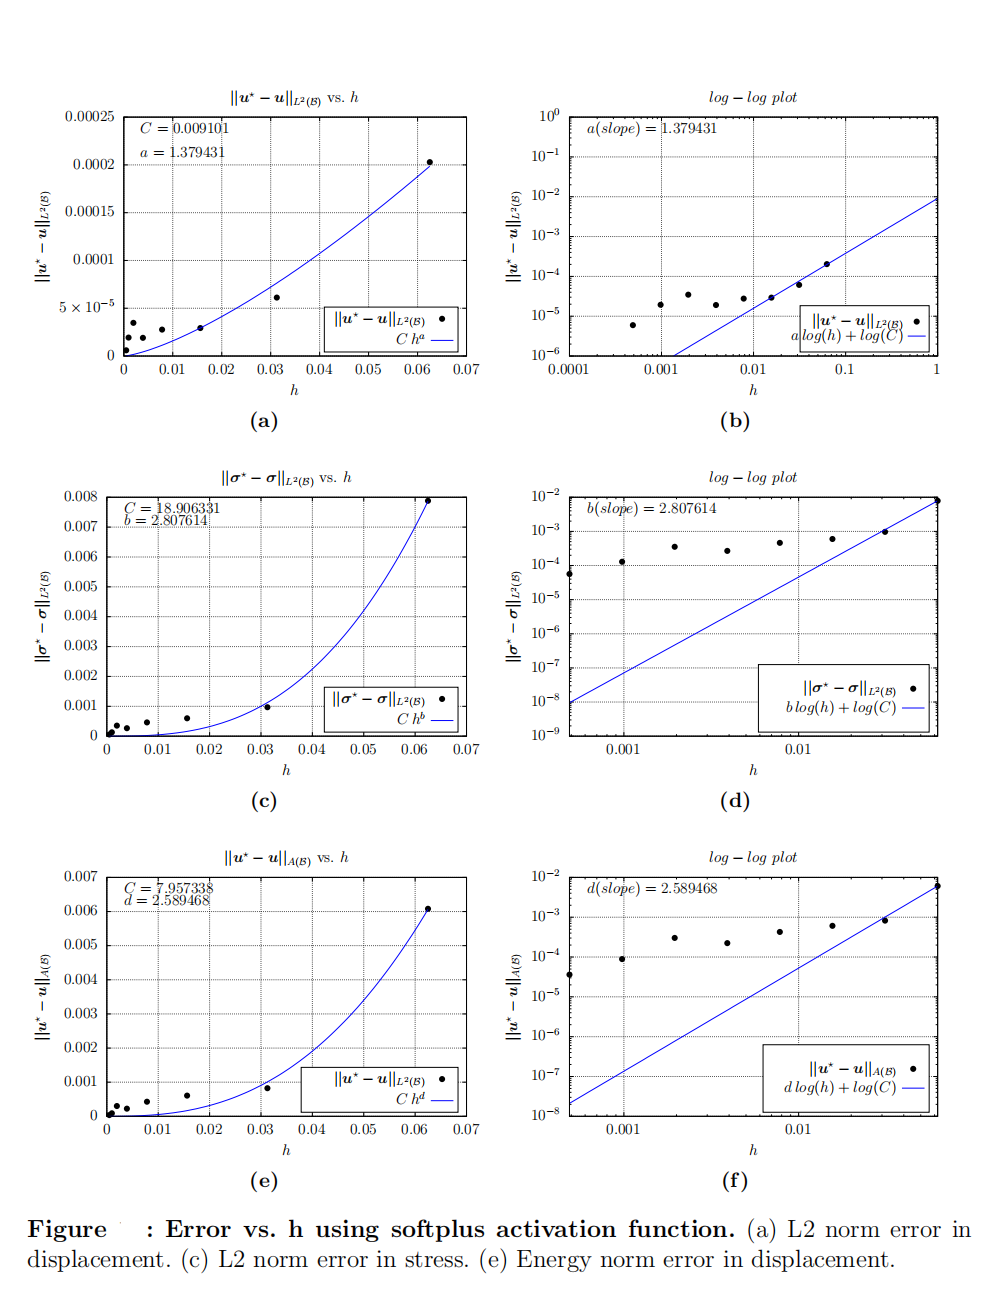 ||u* − u||L²(B) vs. h
0.00025
0.0002
0.00015
0.0001
5 × 10⁻⁵
0
C = 0.009101
a = 1.379431
||u* − u||L²(B)
||u* − u||L²(B)
C hᵃ
0 0.01 0.02 0.03 0.04 0.05 0.06 0.07
h
(a)
log − log plot
10⁰
10⁻¹
10⁻²
10⁻³
10⁻⁴
10⁻⁵
10⁻⁶
a(slope) = 1.379431
||u* − u||L²(B)
||u* − u||L²(B)
a log(h) + log(C)
0.0001 0.001 0.01 0.1 1
h
(b)
||σ* − σ||L²(B) vs. h
0.008
0.007
0.006
0.005
0.004
0.003
0.002
0.001
0
C = 18.906331
b = 2.807614
||σ* − σ||L²(B)
||σ* − σ||L²(B)
C hᵇ
0 0.01 0.02 0.03 0.04 0.05 0.06 0.07
h
(c)
log − log plot
10⁻²
10⁻³
10⁻⁴
10⁻⁵
10⁻⁶
10⁻⁷
10⁻⁸
10⁻⁹
b(slope) = 2.807614
||σ* − σ||L²(B)
||σ* − σ||L²(B)
b log(h) + log(C)
0.001 0.01
h
(d)
||u* − u||A(B) vs. h
0.007
0.006
0.005
0.004
0.003
0.002
0.001
0
C = 7.957338
d = 2.589468
||u* − u||A(B)
||u* − u||L²(B)
C hᵈ
0 0.01 0.02 0.03 0.04 0.05 0.06 0.07
h
(e)
log − log plot
10⁻²
10⁻³
10⁻⁴
10⁻⁵
10⁻⁶
10⁻⁷
10⁻⁸
d(slope) = 2.589468
||u* − u||A(B)
||u* − u||A(B)
d log(h) + log(C)
0.001 0.01
h
(f)
Figure : Error vs. h using softplus activation function. (a) L2 norm error in
displacement. (c) L2 norm error in stress. (e) Energy norm error in displacement.